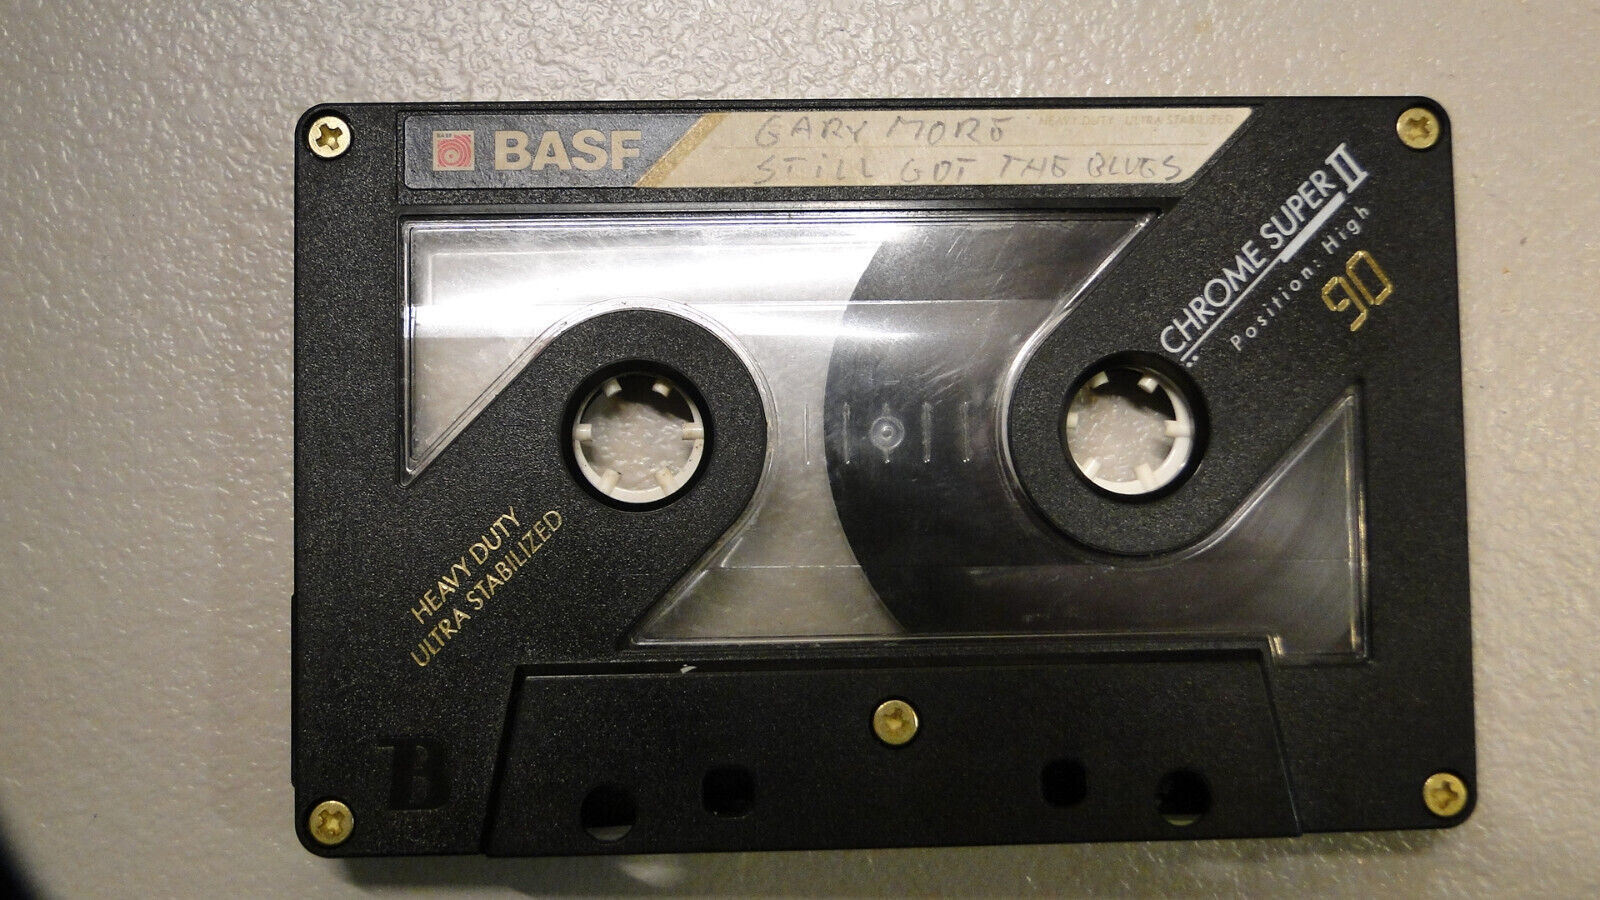 BASF
BASF
GARY MORE
HEAVY DUTY ULTRA STABILIZED
STiLL GOT THE BLUES
CHROME SUPER II
Position: High
90
HEAVY DUTY
ULTRA STABILIZED
B